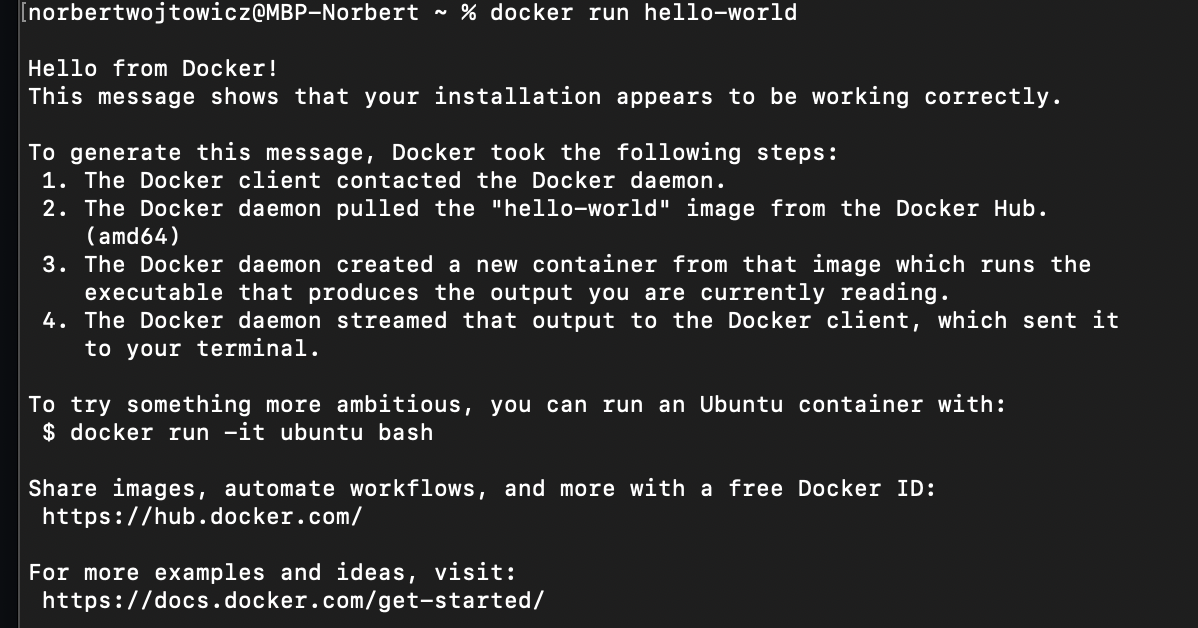 [norbertwojtowicz@MBP-Norbert ~ % docker run hello-world
Hello from Docker!
This message shows that your installation appears to be working correctly.
To generate this message, Docker took the following steps:
1. The Docker client contacted the Docker daemon.
2. The Docker daemon pulled the "hello-world" image from the Docker Hub.
(amd64)
3. The Docker daemon created a new container from that image which runs the
executable that produces the output you are currently reading.
4. The Docker daemon streamed that output to the Docker client, which sent it
to your terminal.
To try something more ambitious, you can run an Ubuntu container with:
$ docker run -it ubuntu bash
Share images, automate workflows, and more with a free Docker ID:
https://hub.docker.com/
For more examples and ideas, visit:
https://docs.docker.com/get-started/